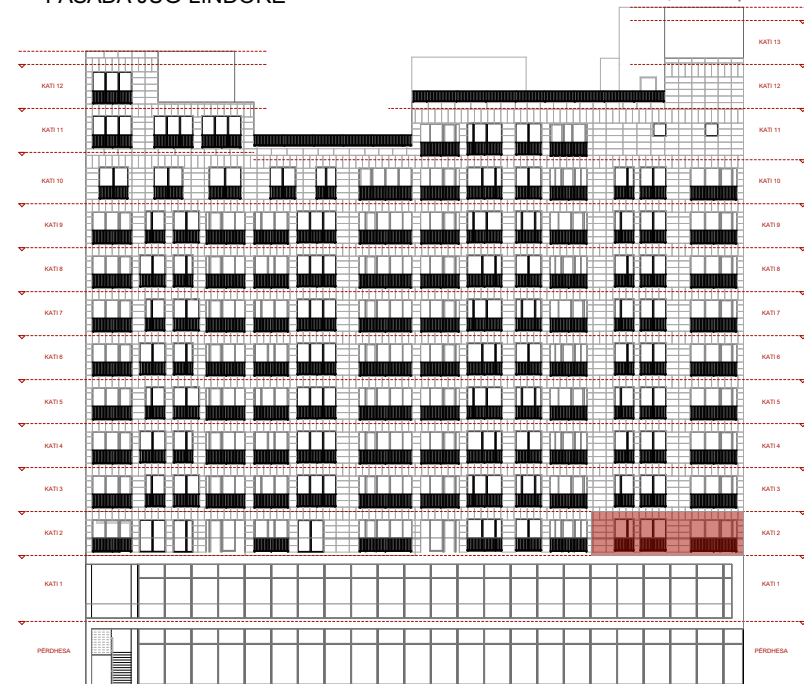 FASADA JUG-LINDORE
KATI 13
KATI 12
KATI 12
KATI 11
KATI 11
KATI 10
KATI 10
KATI 9
KATI 9
KATI 8
KATI 8
KATI 7
KATI 7
KATI 6
KATI 6
KATI 5
KATI 5
KATI 4
KATI 4
KATI 3
KATI 3
KATI 2
KATI 2
KATI 1
KATI 1
PËRDHESA
PËRDHESA